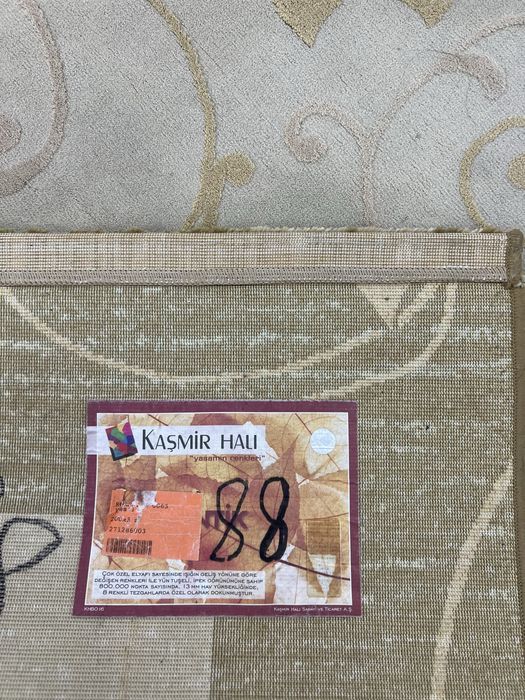 KAŞMİR HALI
"yaşamın renkleri"
88
200X3
271286903
ÇOK ÖZEL ELYAFI SAYESİNDE IŞIĞIN GELİŞ YÖNÜNE GÖRE
DEĞİŞEN RENKLERİ İLE YÜN TUŞELİ, İPEK GÖRÜNÜMÜNE SAHİP
800.000 NOKTA SAYISINDA, 13 MM HAV YÜKSEKLİĞİNDE,
8 RENKLİ TEZGAHLARDA ÖZEL OLARAK DOKUNMUŞTUR.
KAŞMİR HALI SANAYİ VE TİCARET A.Ş.